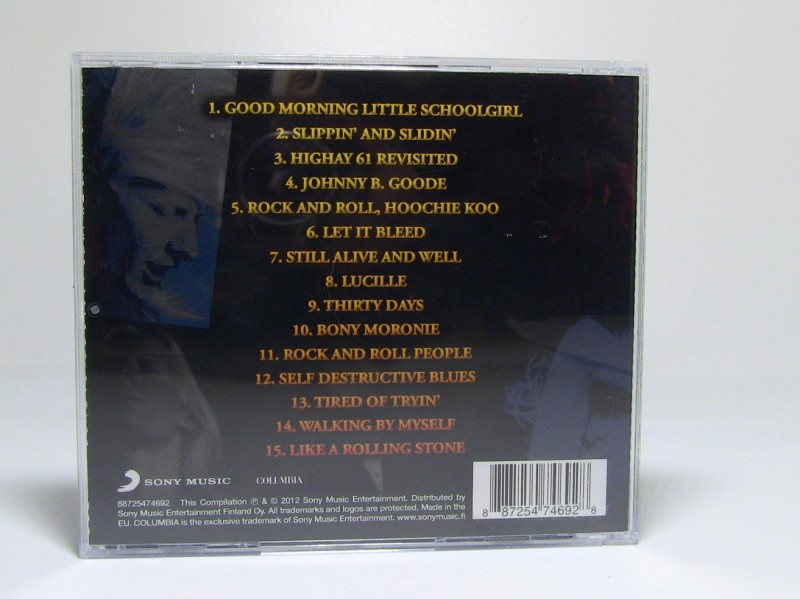 1. GOOD MORNING LITTLE SCHOOLGIRL
2. SLIPPIN' AND SLIDIN'
3. HIGHAY 61 REVISITED
4. JOHNNY B. GOODE
5. ROCK AND ROLL, HOOCHIE KOO
6. LET IT BLEED
7. STILL ALIVE AND WELL
8. LUCILLE
9. THIRTY DAYS
10. BONY MORONIE
11. ROCK AND ROLL PEOPLE
12. SELF DESTRUCTIVE BLUES
13. TIRED OF TRYIN'
14. WALKING BY MYSELF
15. LIKE A ROLLING STONE
SONY MUSIC COLUMBIA
88725474692 This Compilation ℗ & © 2012 Sony Music Entertainment. Distributed by
Sony Music Entertainment Finland Oy. All trademarks and logos are protected. Made in the
EU. COLUMBIA is the exclusive trademark of Sony Music Entertainment. www.sonymusic.fi
8 87254 74692 8